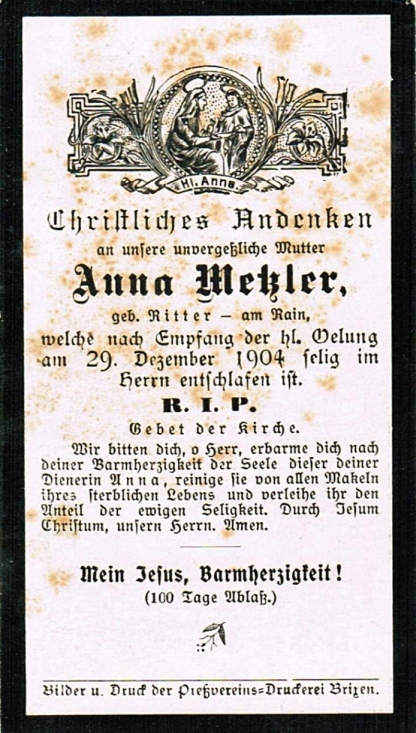 Hl. Anna.
Christliches Andenken
an unsere unvergeßliche Mutter
Anna Metzler,
geb. Ritter – am Rain,
welche nach Empfang der hl. Oelung
am 29. Dezember 1904 selig im
Herrn entschlafen ist.
R. I. P.
Gebet der Kirche.
Wir bitten dich, o Herr, erbarme dich nach
deiner Barmherzigkeit der Seele dieser deiner
Dienerin Anna, reinige sie von allen Makeln
ihres sterblichen Lebens und verleihe ihr den
Anteil der ewigen Seligkeit. Durch Jesum
Christum, unsern Herrn. Amen.
Mein Jesus, Barmherzigkeit!
(100 Tage Ablaß.)
Bilder u. Druck der Preßvereins=Druckerei Brixen.